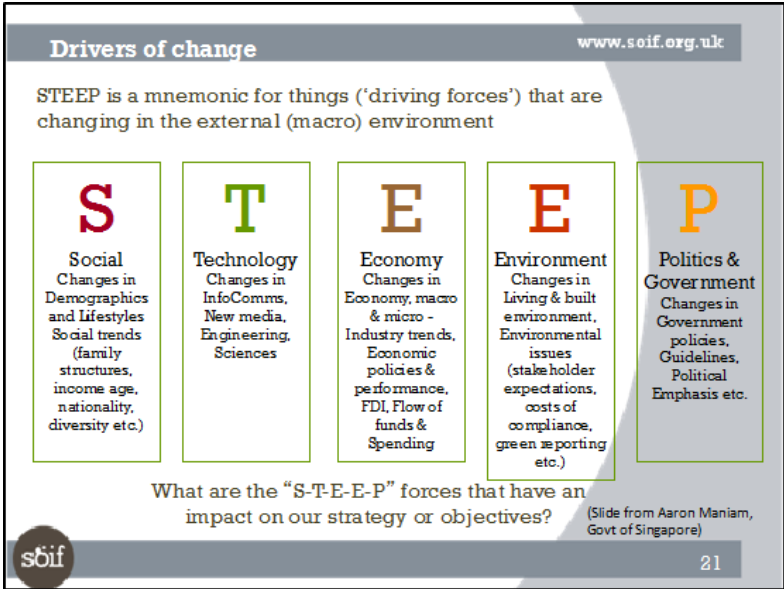 Drivers of change
www.soif.org.uk
STEEP is a mnemonic for things (‘driving forces’) that are
changing in the external (macro) environment
S
Social
Changes in
Demographics
and Lifestyles
Social trends
(family
structures,
income age,
nationality,
diversity etc.)
T
Technology
Changes in
InfoComms,
New media,
Engineering,
Sciences
E
Economy
Changes in
Economy, macro
& micro -
Industry trends,
Economic
policies &
performance,
FDI, Flow of
funds &
Spending
E
Environment
Changes in
Living & built
environment,
Environmental
issues
(stakeholder
expectations,
costs of
compliance,
green reporting
etc.)
P
Politics &
Government
Changes in
Government
policies,
Guidelines,
Political
Emphasis etc.
What are the “S-T-E-E-P” forces that have an
impact on our strategy or objectives?
(Slide from Aaron Maniam,
Govt of Singapore)
soif
21